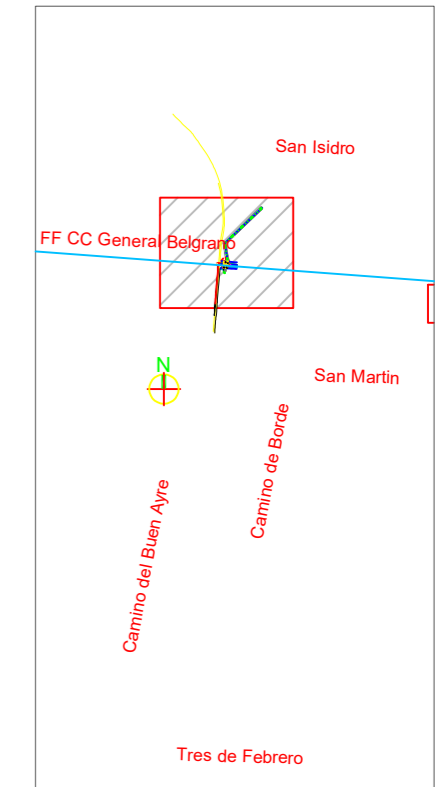 San Isidro
FF CC General Belgrano
N
San Martin
Camino de Borde
Camino del Buen Ayre
Tres de Febrero